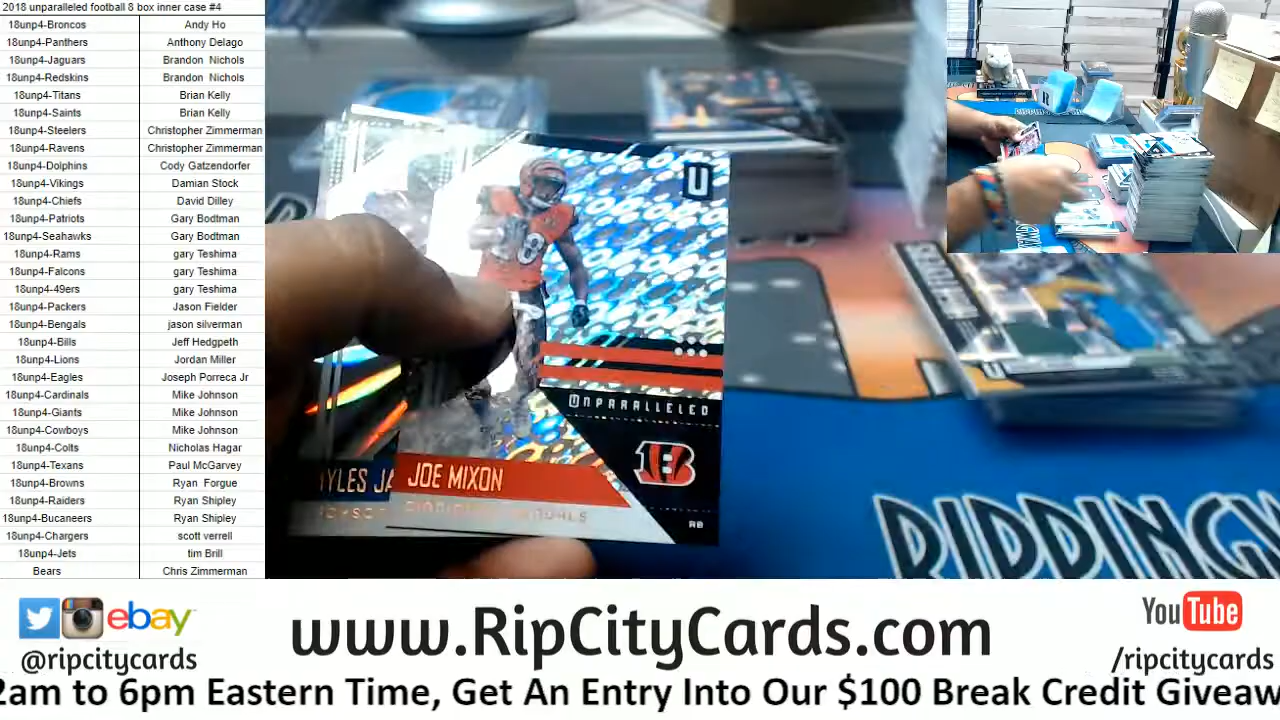 2018 unparalleled football 8 box inner case #4
18unp4-Broncos Andy Ho
18unp4-Panthers Anthony Delago
18unp4-Jaguars Brandon Nichols
18unp4-Redskins Brandon Nichols
18unp4-Titans Brian Kelly
18unp4-Saints Brian Kelly
18unp4-Steelers Christopher Zimmerman
18unp4-Ravens Christopher Zimmerman
18unp4-Dolphins Cody Gatzendorfer
18unp4-Vikings Damian Stock
18unp4-Chiefs David Dilley
18unp4-Patriots Gary Bodtman
18unp4-Seahawks Gary Bodtman
18unp4-Rams gary Teshima
18unp4-Falcons gary Teshima
18unp4-49ers gary Teshima
18unp4-Packers Jason Fielder
18unp4-Bengals jason silverman
18unp4-Bills Jeff Hedgpeth
18unp4-Lions Jordan Miller
18unp4-Eagles Joseph Porreca Jr
18unp4-Cardinals Mike Johnson
18unp4-Giants Mike Johnson
18unp4-Cowboys Mike Johnson
18unp4-Colts Nicholas Hagar
18unp4-Texans Paul McGarvey
18unp4-Browns Ryan Forgue
18unp4-Raiders Ryan Shipley
18unp4-Bucaneers Ryan Shipley
18unp4-Chargers scott verrell
18unp4-Jets tim Brill
Bears Chris Zimmerman
U
UNPARALLELED
B
MYLES JA
JOE MIXON
RB
RIPPINGW
ebay
@ripcitycards
www.RipCityCards.com
YouTube
/ripcitycards
2am to 6pm Eastern Time, Get An Entry Into Our $100 Break Credit Giveaw